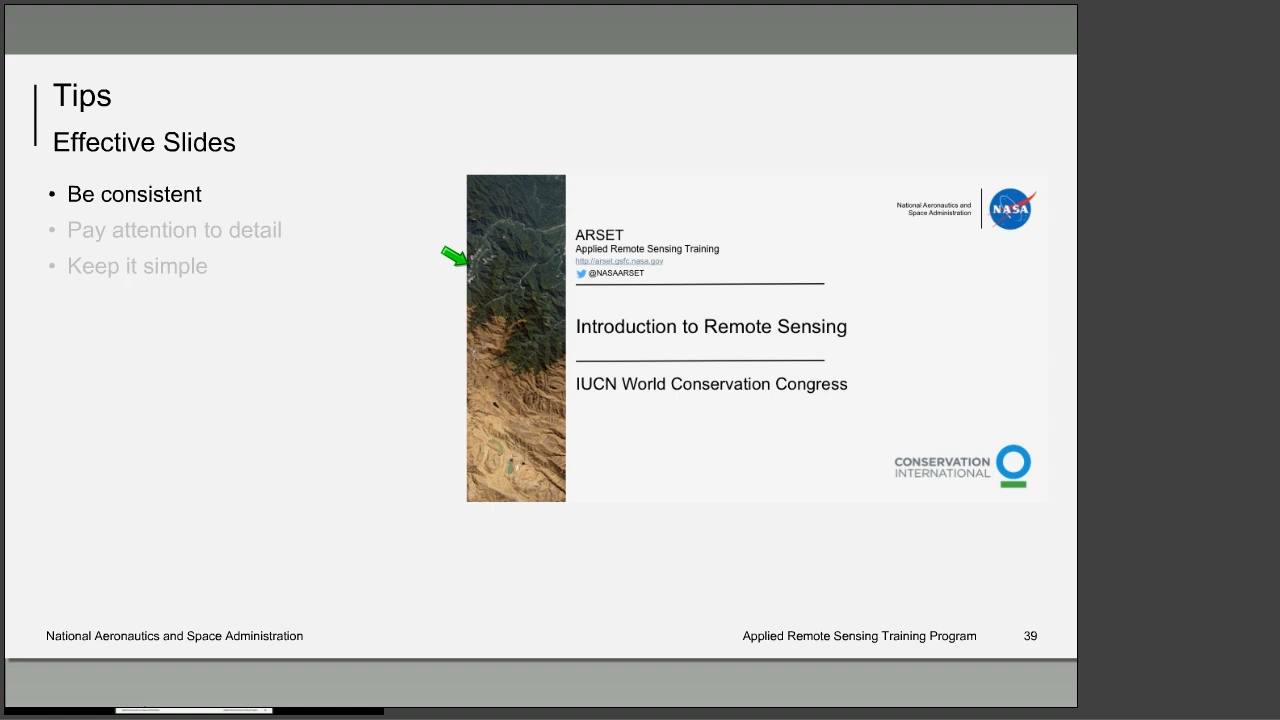 Tips
Effective Slides
• Be consistent
• Pay attention to detail
• Keep it simple
National Aeronautics and
Space Administration
NASA
ARSET
Applied Remote Sensing Training
http://arset.gsfc.nasa.gov
@NASAARSET
Introduction to Remote Sensing
IUCN World Conservation Congress
CONSERVATION
INTERNATIONAL
National Aeronautics and Space Administration
Applied Remote Sensing Training Program
39